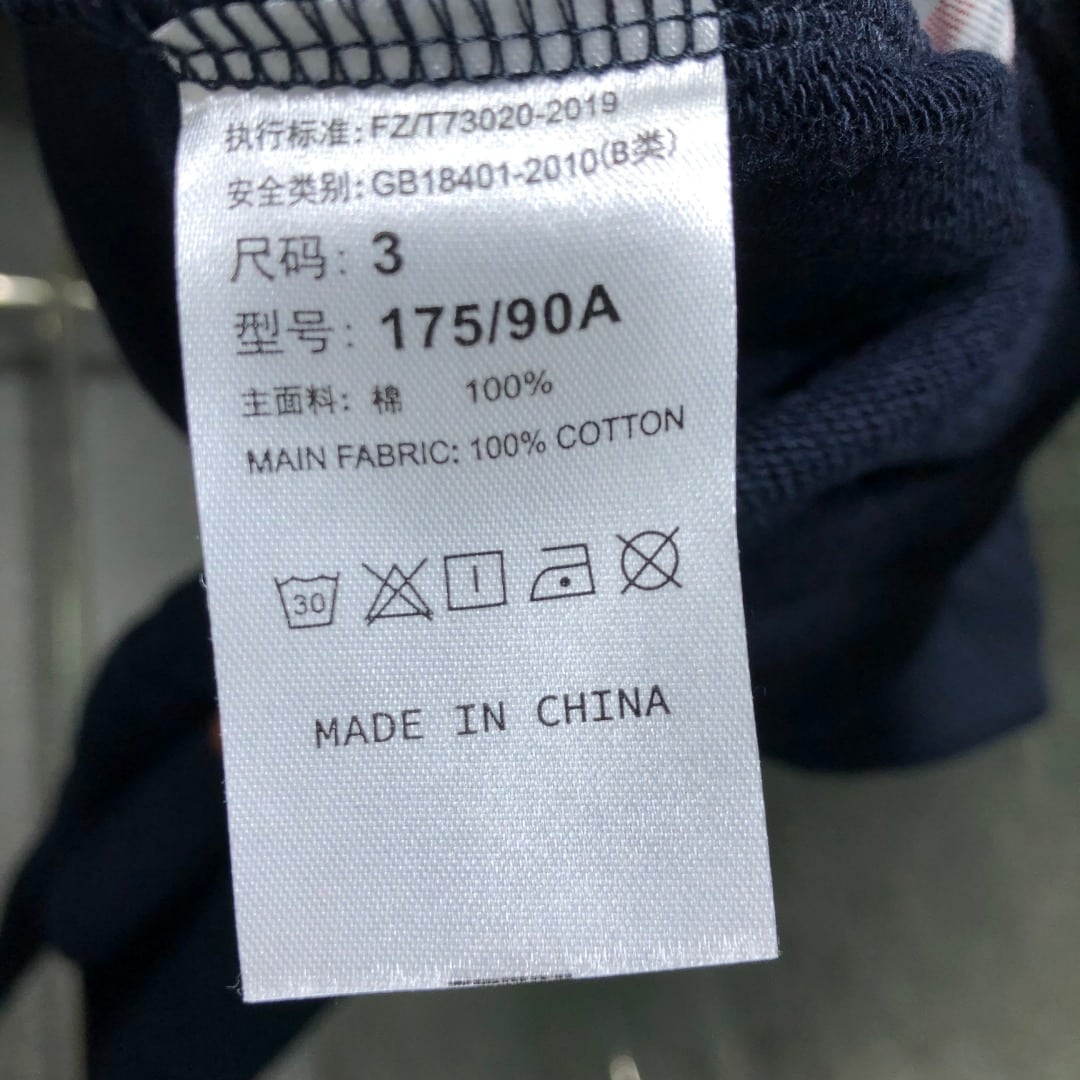 执行标准: FZ/T73020-2019
安全类别: GB18401-2010(B类)
尺码: 3
型号: 175/90A
主面料: 棉 100%
MAIN FABRIC: 100% COTTON
30
MADE IN CHINA